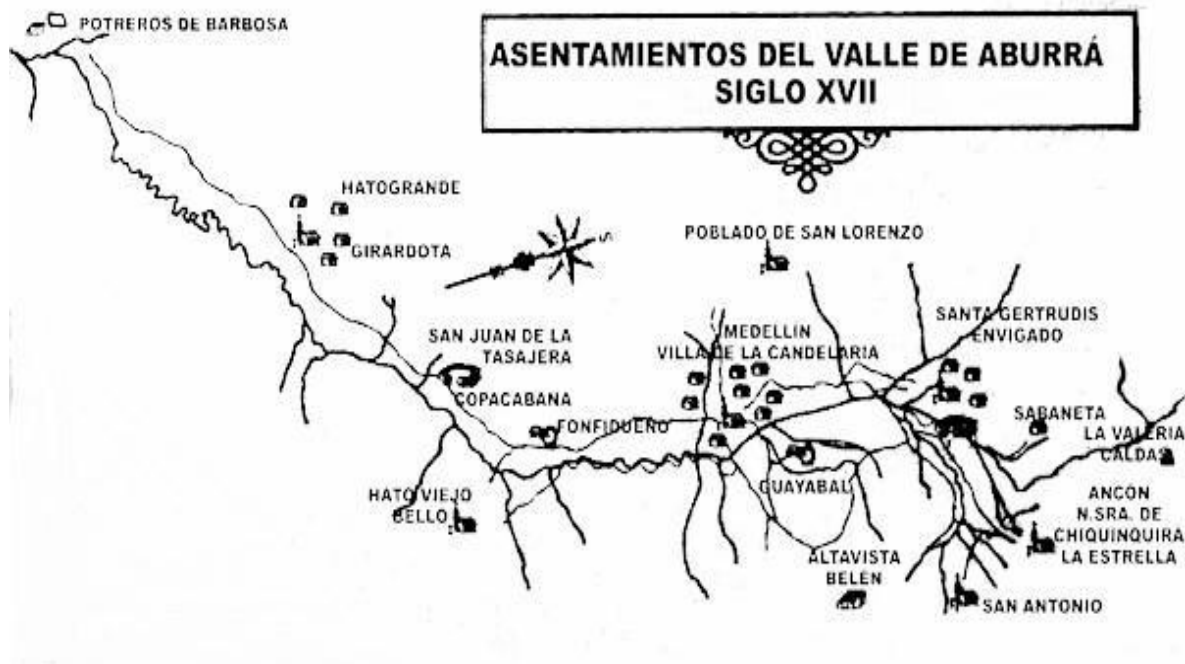 POTREROS DE BARBOSA
ASENTAMIENTOS DEL VALLE DE ABURRÁ
SIGLO XVII
HATOGRANDE
GIRARDOTA
S
POBLADO DE SAN LORENZO
SAN JUAN DE LA
TASAJERA
COPACABANA
MEDELLIN
VILLA DE LA CANDELARIA
SANTA GERTRUDIS
ENVIGADO
FONFIDUEÑO
SABANETA
LA VALERIA
CALDAS
HATO VIEJO
BELLO
GUAYABAL
ANCON
N.SRA. DE
CHIQUINQUIRA
LA ESTRELLA
ALTAVISTA
BELÉN
SAN ANTONIO